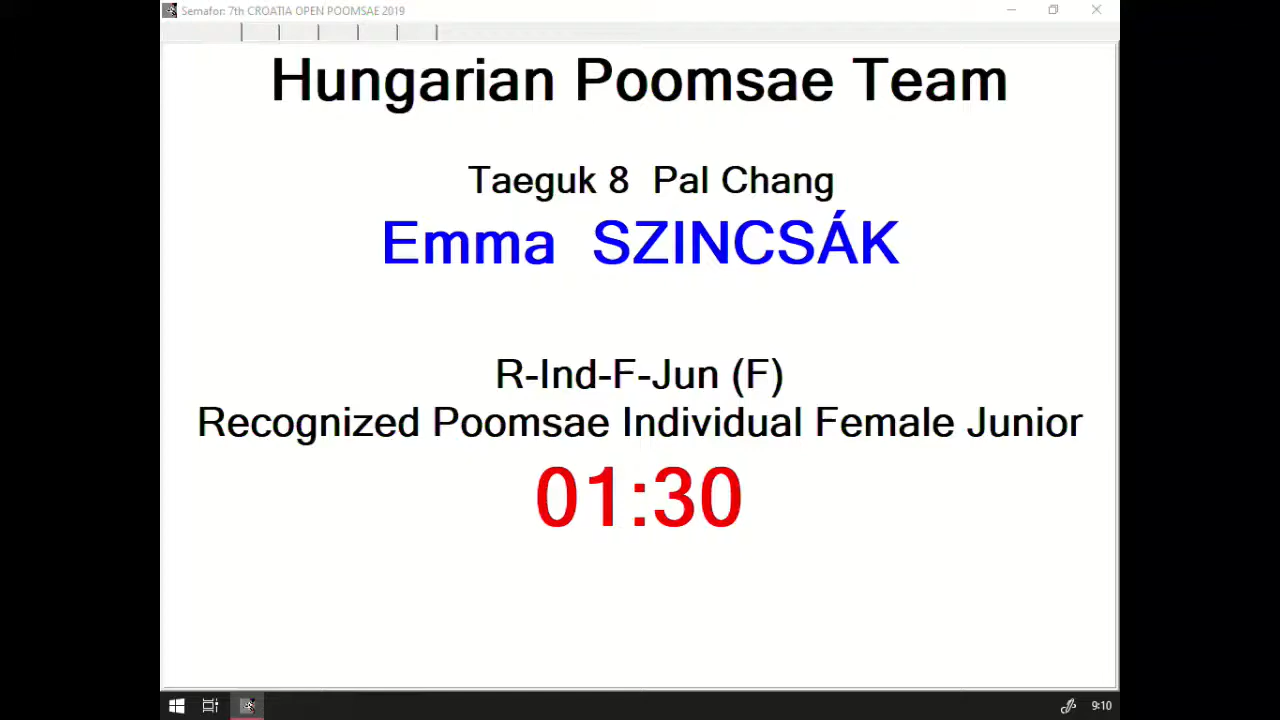 Semafor: 7th CROATIA OPEN POOMSAE 2019
Hungarian Poomsae Team
Taeguk 8 Pal Chang
Emma SZINCSÁK
R-Ind-F-Jun (F)
Recognized Poomsae Individual Female Junior
01:30
9:10